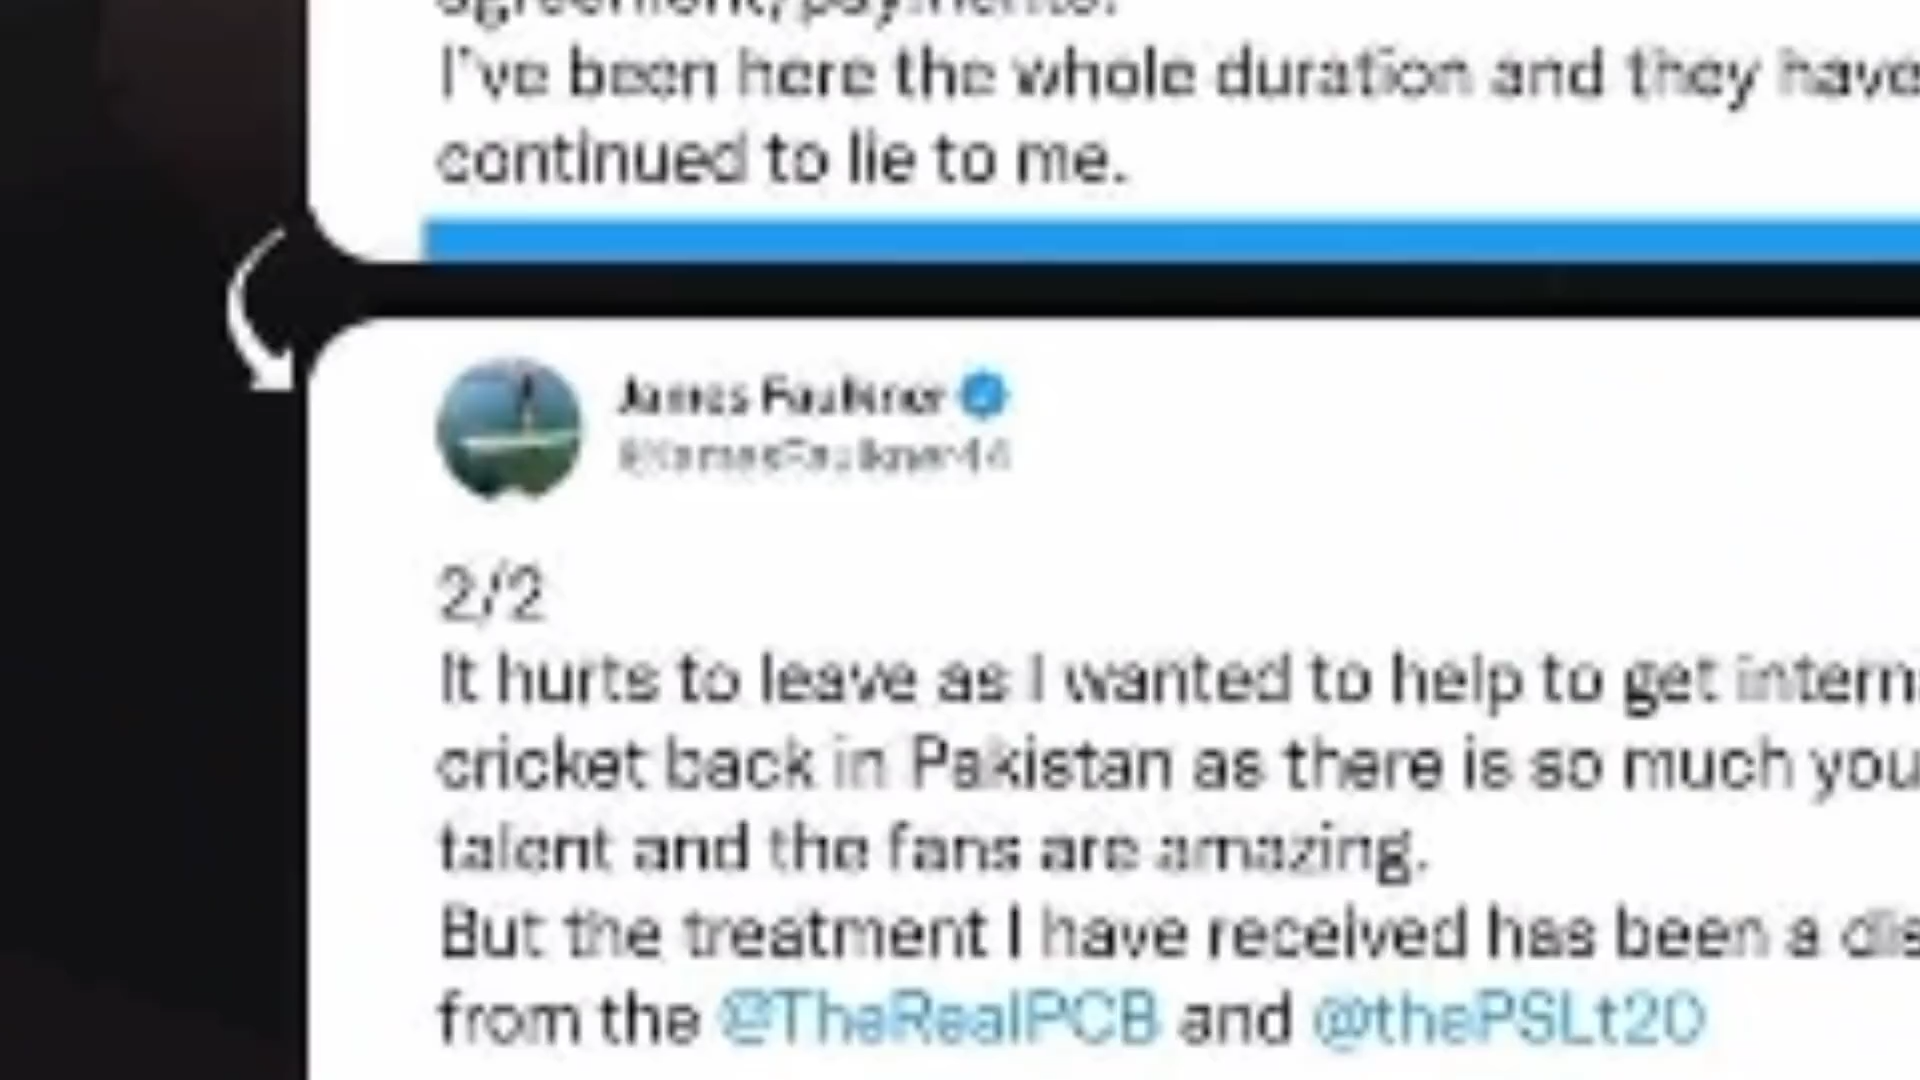 agreement/payments.
I've been here the whole duration and they have
continued to lie to me.
James Faulkner
@JamesFaulkner44
2/2
It hurts to leave as I wanted to help to get intern
cricket back in Pakistan as there is so much you
talent and the fans are amazing.
But the treatment I have received has been a dis
from the @TheRealPCB and @thePSLt20